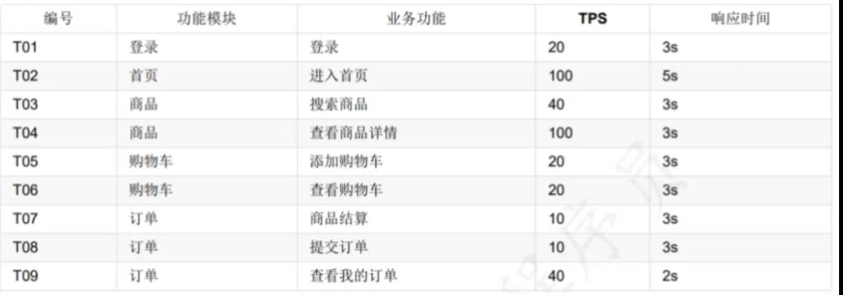 编号 功能模块 业务功能 TPS 响应时间
T01 登录 登录 20 3s
T02 首页 进入首页 100 5s
T03 商品 搜索商品 40 3s
T04 商品 查看商品详情 100 3s
T05 购物车 添加购物车 20 3s
T06 购物车 查看购物车 20 3s
T07 订单 商品结算 10 3s
T08 订单 提交订单 10 3s
T09 订单 查看我的订单 40 2s
程序员